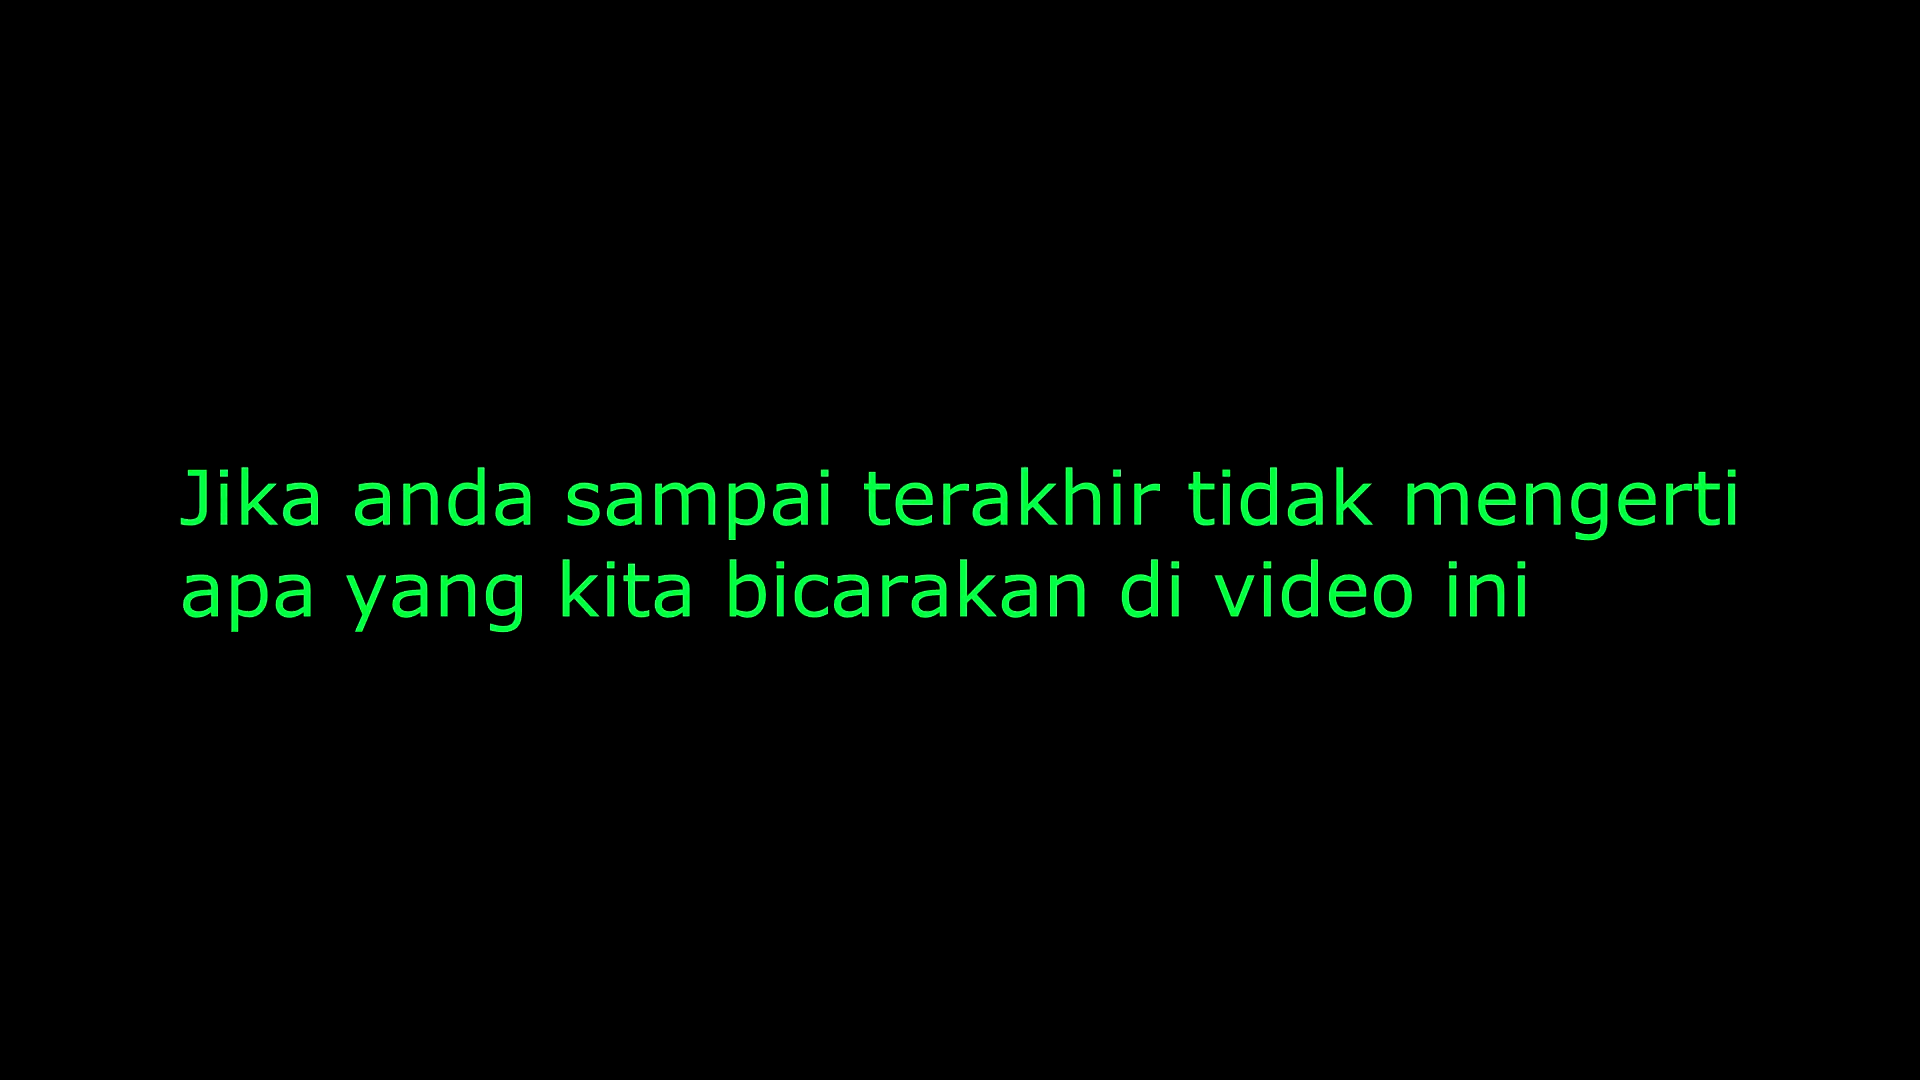 Jika anda sampai terakhir tidak mengerti
apa yang kita bicarakan di video ini